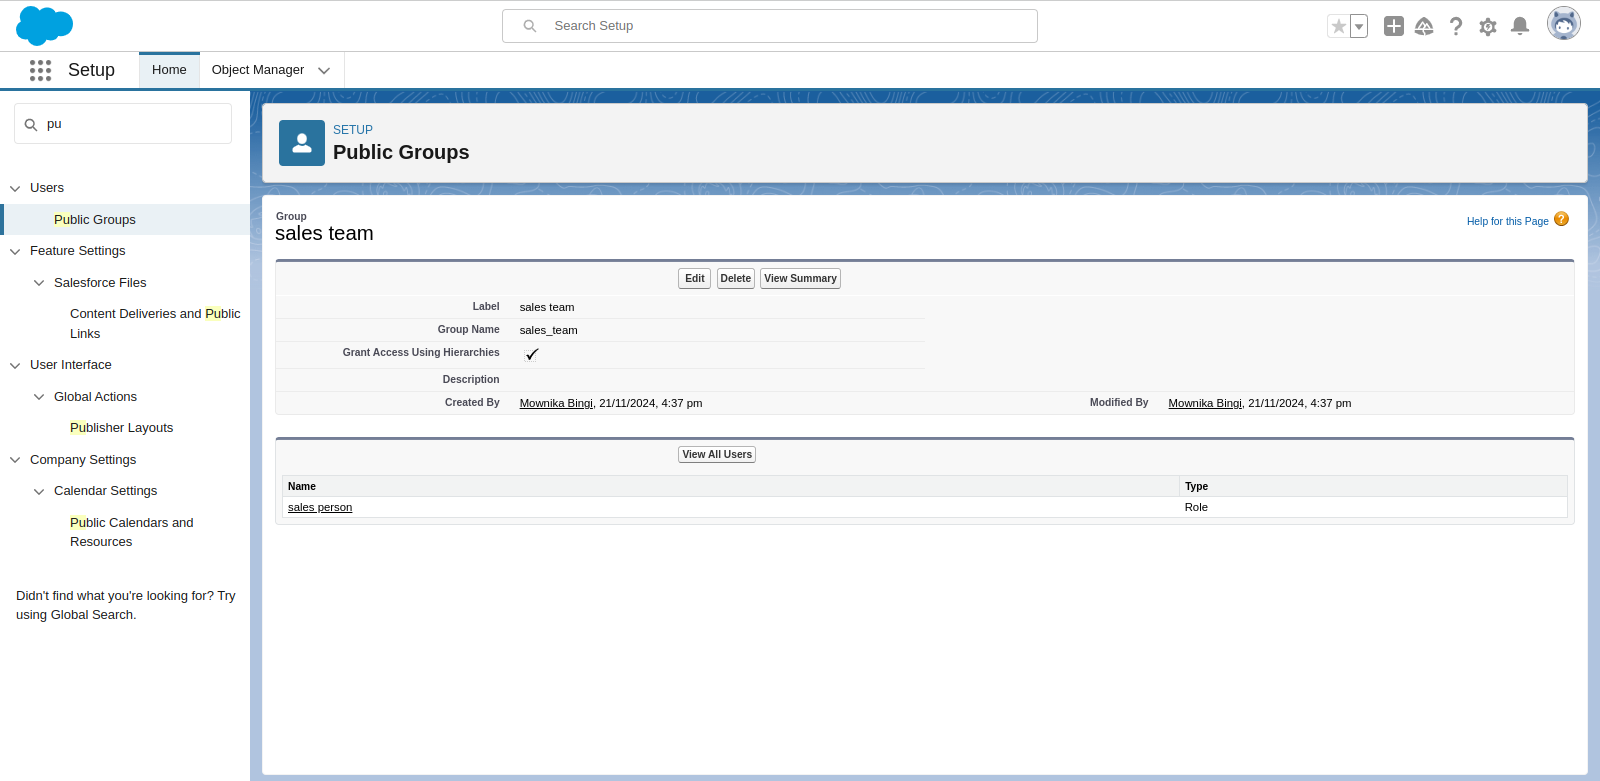 Search Setup
Setup
Home
Object Manager
pu
Users
Public Groups
Feature Settings
Salesforce Files
Content Deliveries and Public
Links
User Interface
Global Actions
Publisher Layouts
Company Settings
Calendar Settings
Public Calendars and
Resources
Didn't find what you're looking for? Try
using Global Search.
SETUP
Public Groups
Group
sales team
Help for this Page ?
Edit Delete View Summary
Label sales team
Group Name sales_team
Grant Access Using Hierarchies
Description
Created By Mownika Bingi, 21/11/2024, 4:37 pm Modified By Mownika Bingi, 21/11/2024, 4:37 pm
View All Users
Name Type
sales person Role